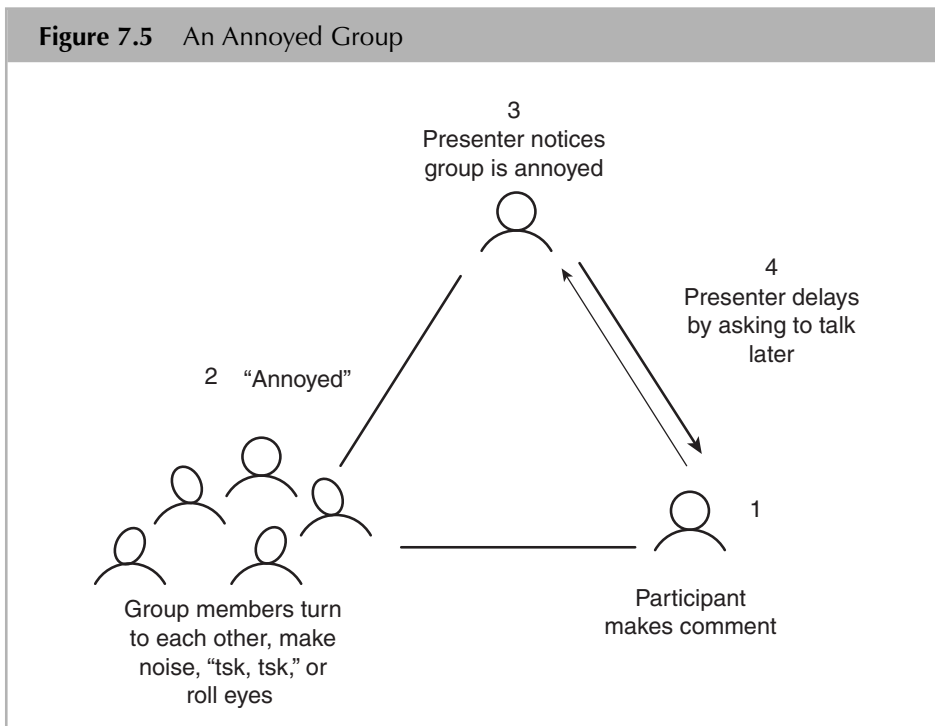 Figure 7.5 An Annoyed Group
3
Presenter notices
group is annoyed
4
Presenter delays
by asking to talk
later
2 “Annoyed”
1
Group members turn
to each other, make
noise, “tsk, tsk,” or
roll eyes
Participant
makes comment